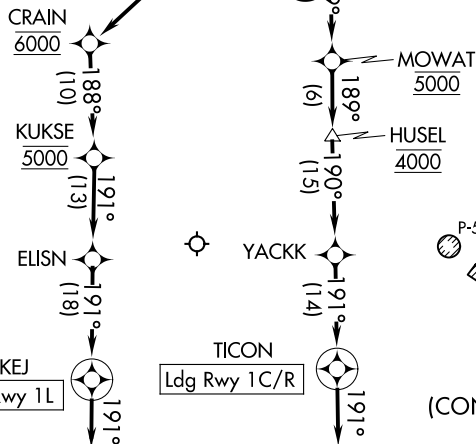 CRAIN
6000
188°
(10)
KUKSE
5000
191°
(13)
ELISN
191°
(18)
KEJ
wy 1L
191°
MOWAT
5000
189°
(6)
HUSEL
4000
190°
(15)
YACKK
191°
(14)
TICON
Ldg Rwy 1C/R
191°
P-5
(CON